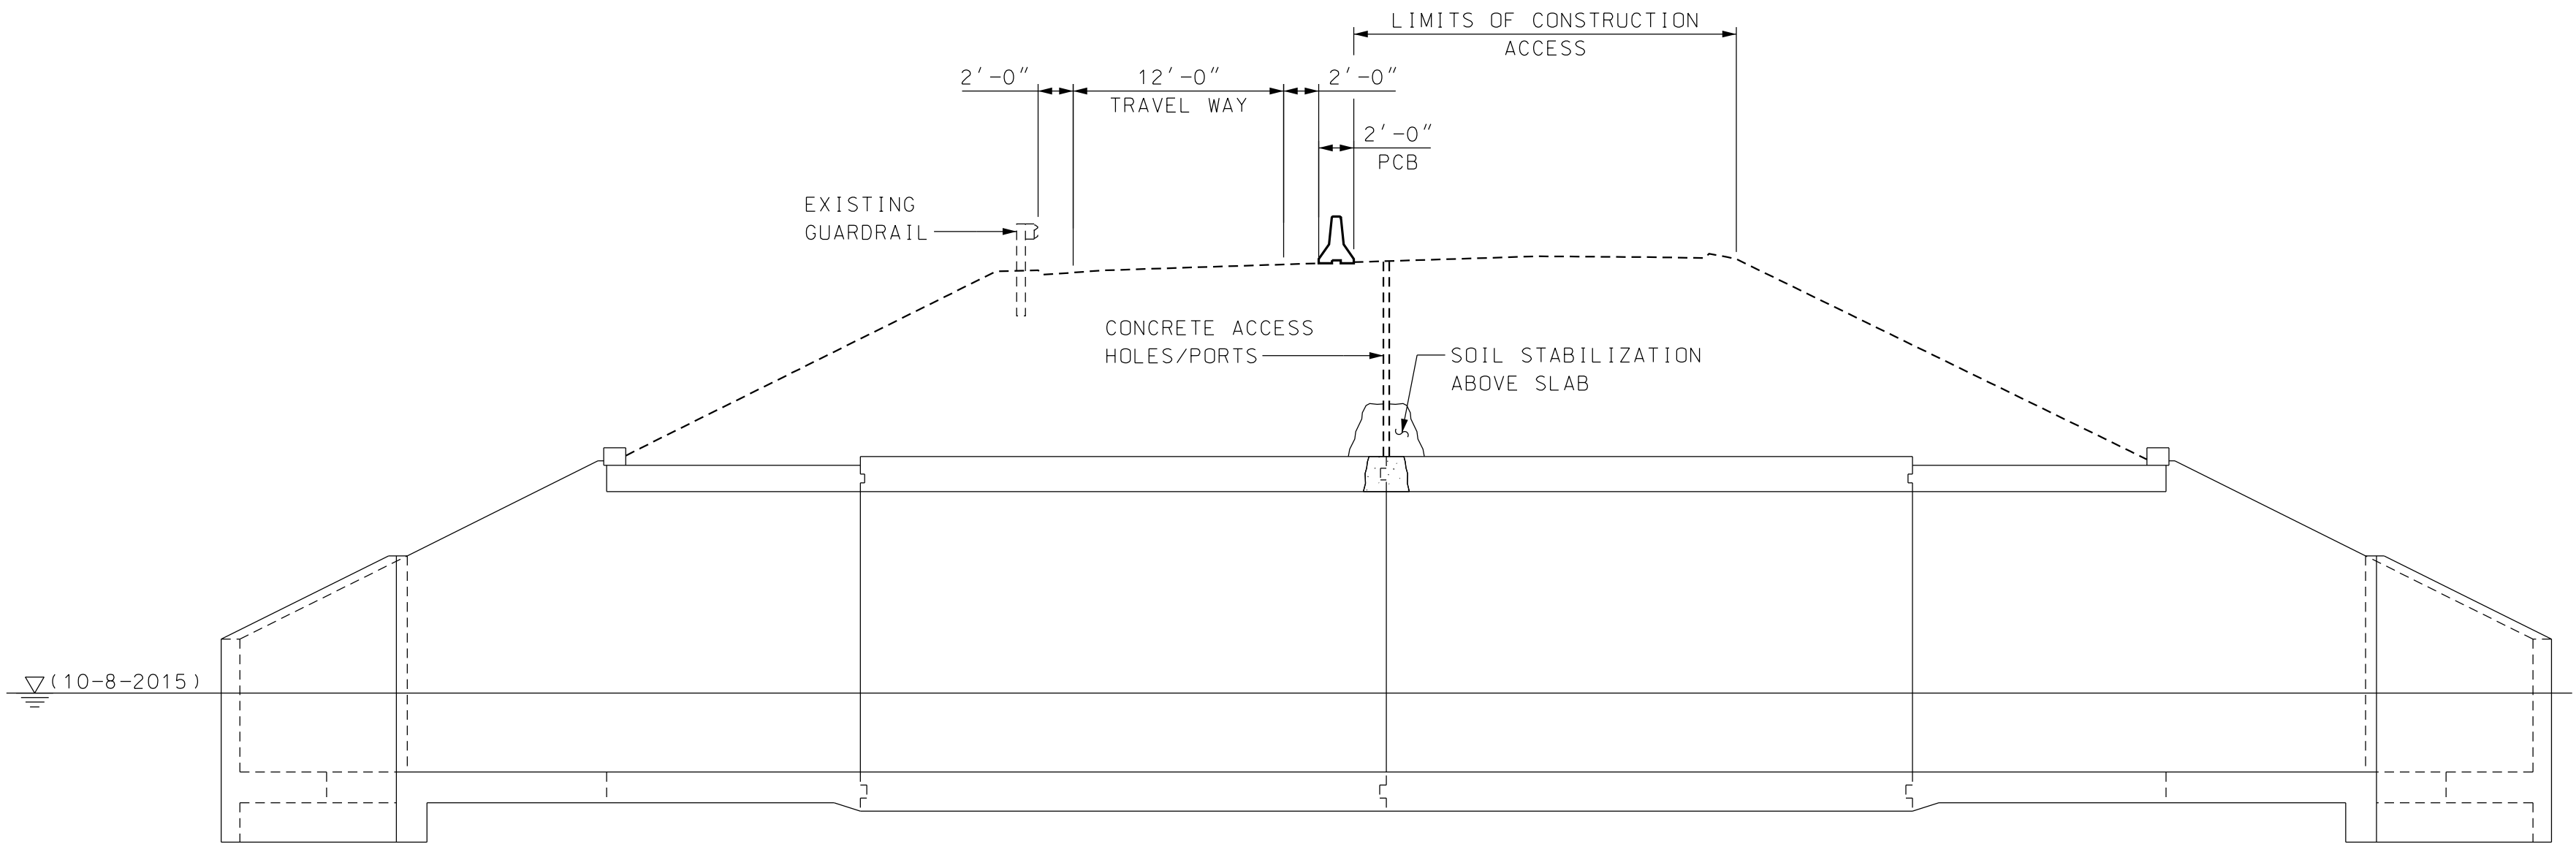 LIMITS OF CONSTRUCTION
ACCESS
2'-0"
12'-0"
2'-0"
TRAVEL WAY
2'-0"
PCB
EXISTING
GUARDRAIL
CONCRETE ACCESS
HOLES/PORTS
SOIL STABILIZATION
ABOVE SLAB
(10-8-2015)